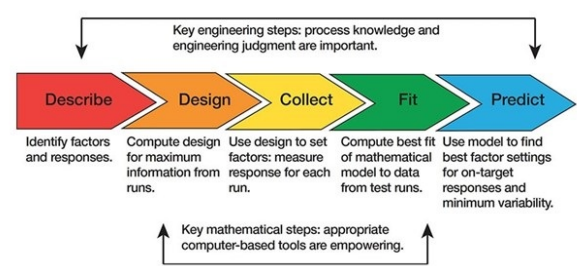 Key engineering steps: process knowledge and
engineering judgment are important.
Describe
Design
Collect
Fit
Predict
Identify factors
and responses.
Compute design
for maximum
information from
runs.
Use design to set
factors: measure
response for each
run.
Compute best fit
of mathematical
model to data
from test runs.
Use model to find
best factor settings
for on-target
responses and
minimum variability.
Key mathematical steps: appropriate
computer-based tools are empowering.